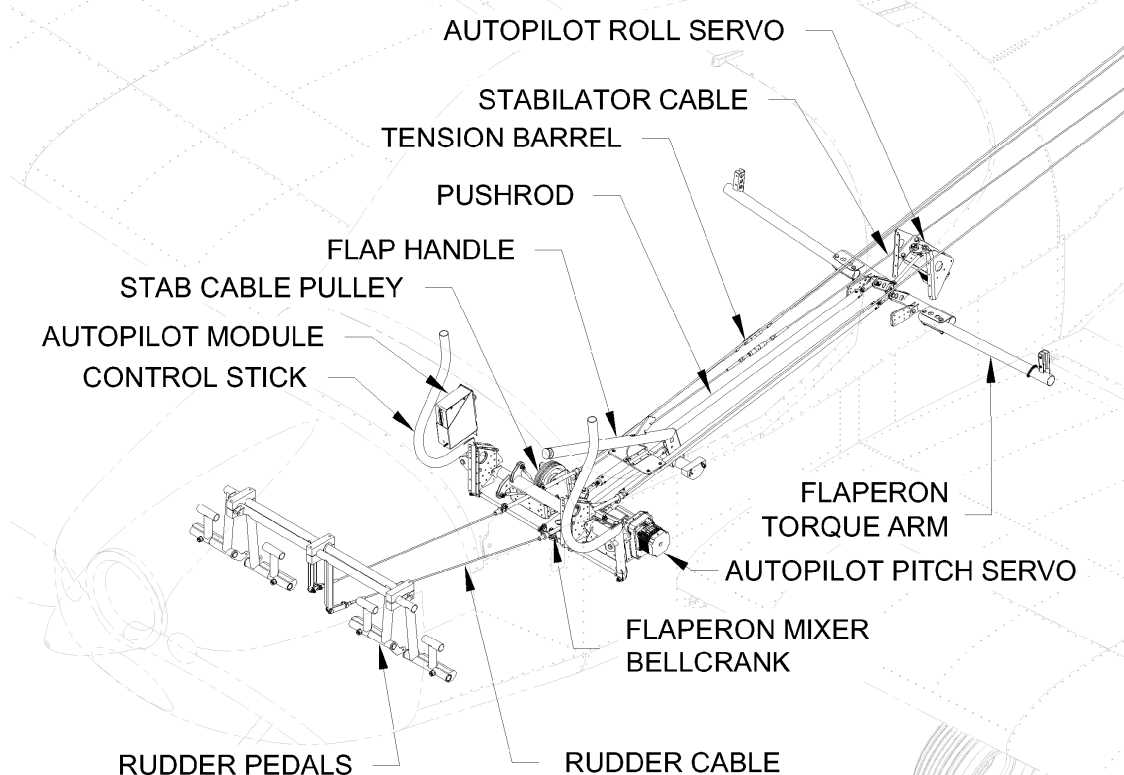 AUTOPILOT ROLL SERVO
STABILATOR CABLE
TENSION BARREL
PUSHROD
FLAP HANDLE
STAB CABLE PULLEY
AUTOPILOT MODULE
CONTROL STICK
FLAPERON
TORQUE ARM
AUTOPILOT PITCH SERVO
FLAPERON MIXER
BELLCRANK
RUDDER PEDALS
RUDDER CABLE